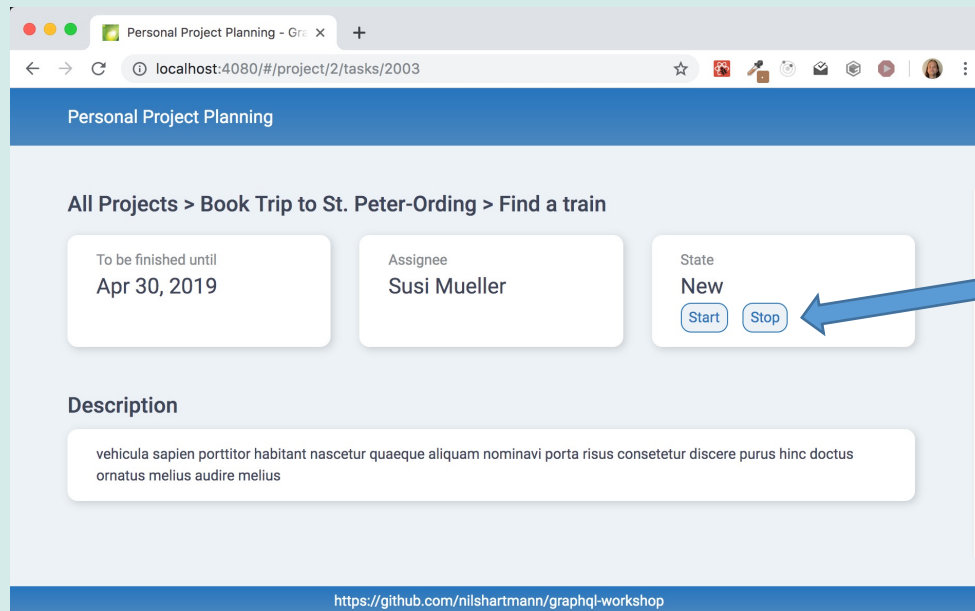 Personal Project Planning - Gra
localhost:4080/#/project/2/tasks/2003
Personal Project Planning
All Projects > Book Trip to St. Peter-Ording > Find a train
To be finished until
Apr 30, 2019
Assignee
Susi Mueller
State
New
Start Stop
Description
vehicula sapien porttitor habitant nascetur quaeque aliquam nominavi porta risus consetetur discere purus hinc doctus
ornatus melius audire melius
https://github.com/nilshartmann/graphql-workshop